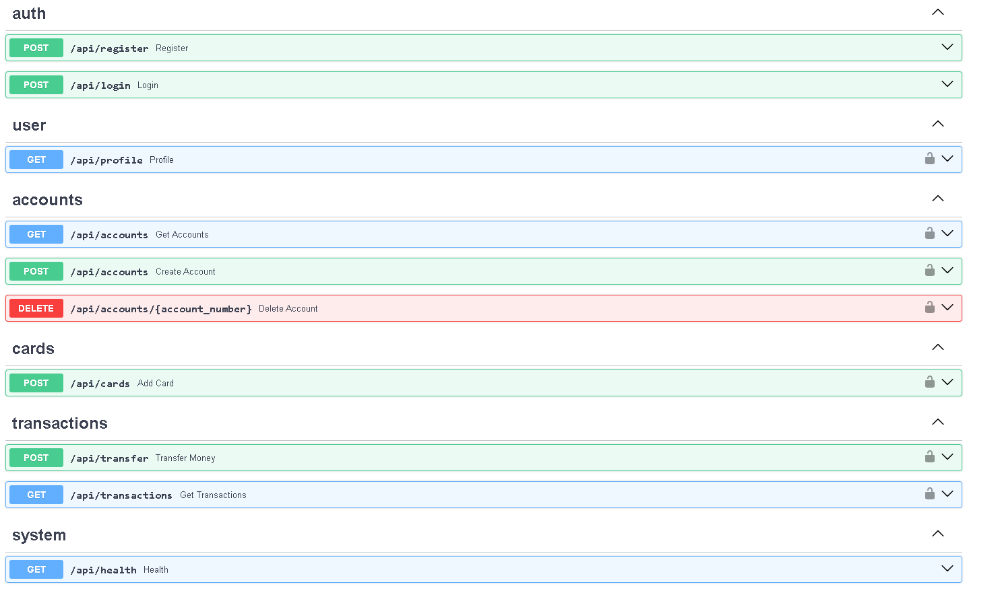 auth
POST /api/register Register
POST /api/login Login
user
GET /api/profile Profile
accounts
GET /api/accounts Get Accounts
POST /api/accounts Create Account
DELETE /api/accounts/{account_number} Delete Account
cards
POST /api/cards Add Card
transactions
POST /api/transfer Transfer Money
GET /api/transactions Get Transactions
system
GET /api/health Health